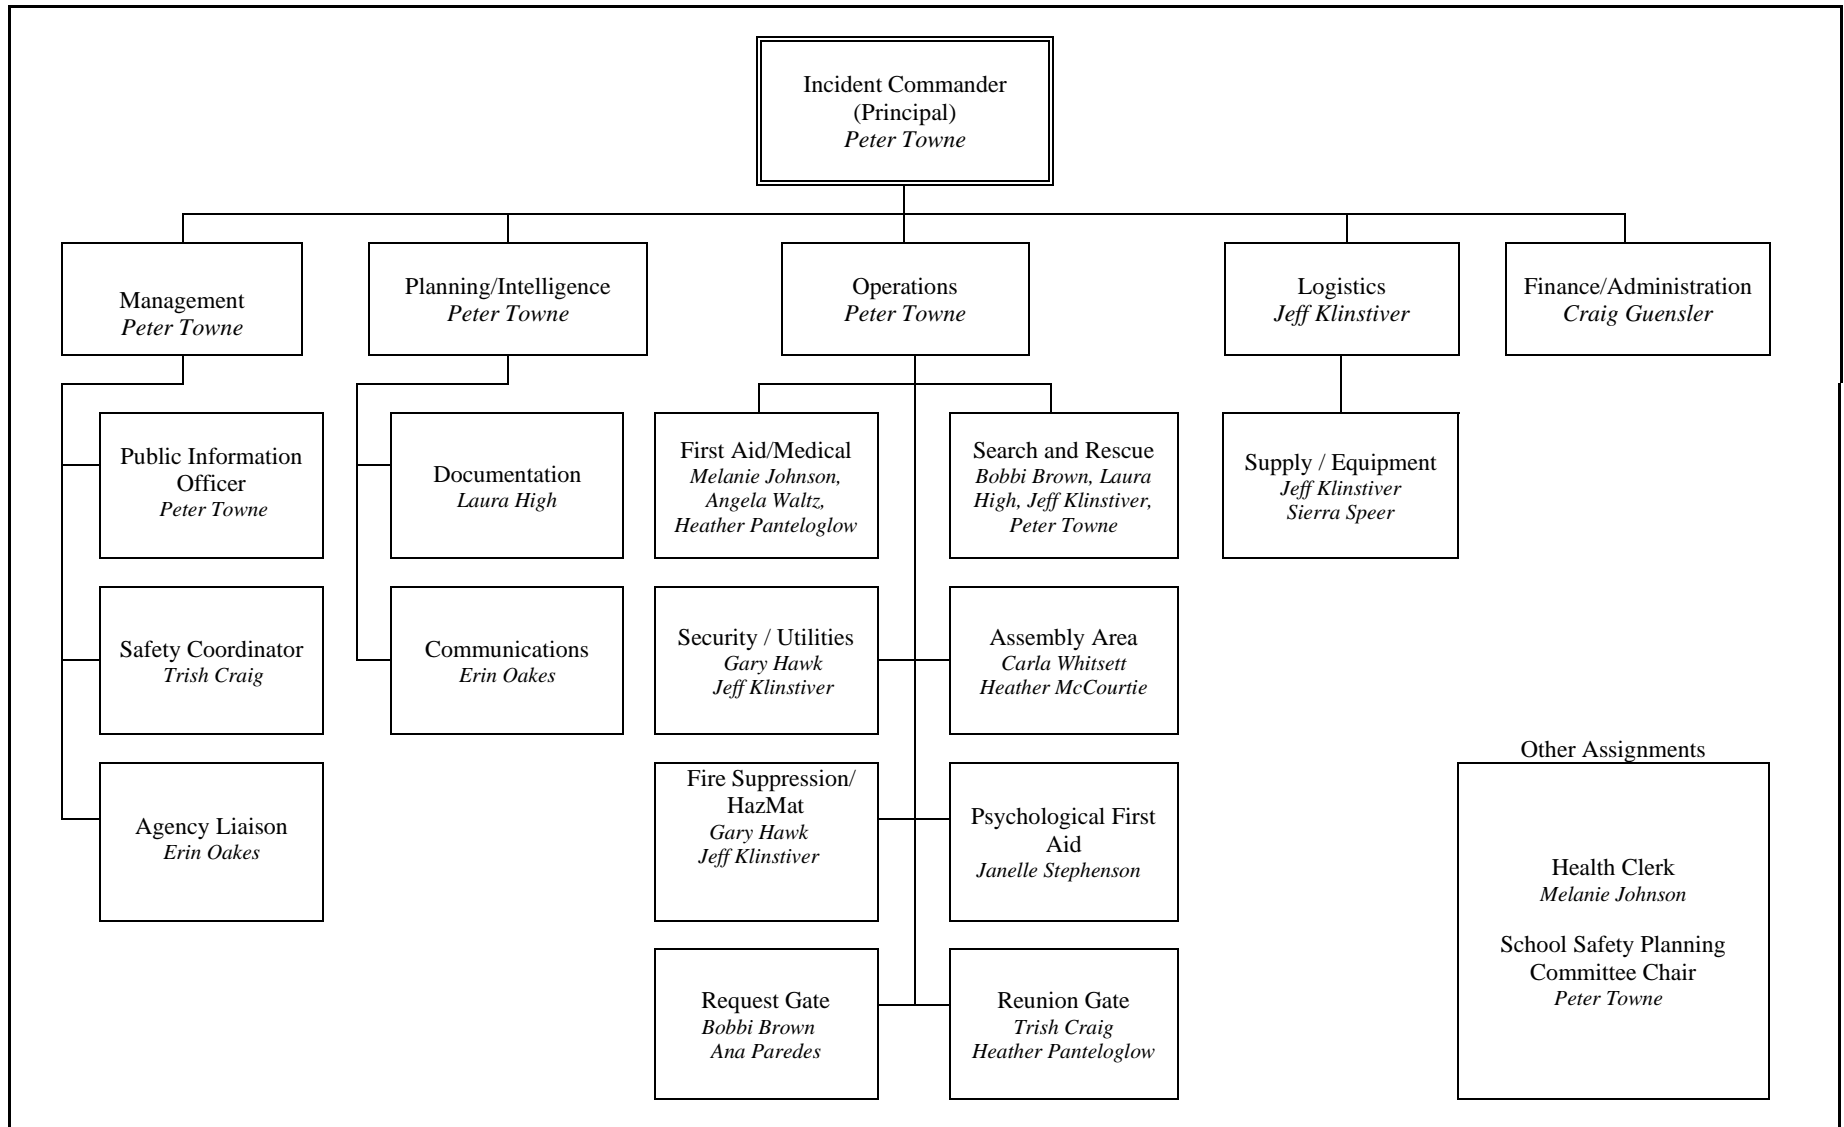 Incident Commander
(Principal)
Peter Towne
Management
Peter Towne
Planning/Intelligence
Peter Towne
Operations
Peter Towne
Logistics
Jeff Klinstiver
Finance/Administration
Craig Guensler
Public Information
Officer
Peter Towne
Documentation
Laura High
First Aid/Medical
Melanie Johnson,
Angela Waltz,
Heather Panteloglow
Search and Rescue
Bobbi Brown, Laura
High, Jeff Klinstiver,
Peter Towne
Supply / Equipment
Jeff Klinstiver
Sierra Speer
Safety Coordinator
Trish Craig
Communications
Erin Oakes
Security / Utilities
Gary Hawk
Jeff Klinstiver
Assembly Area
Carla Whitsett
Heather McCourtie
Agency Liaison
Erin Oakes
Fire Suppression/
HazMat
Gary Hawk
Jeff Klinstiver
Psychological First
Aid
Janelle Stephenson
Other Assignments
Health Clerk
Melanie Johnson
School Safety Planning
Committee Chair
Peter Towne
Request Gate
Bobbi Brown
Ana Paredes
Reunion Gate
Trish Craig
Heather Panteloglow